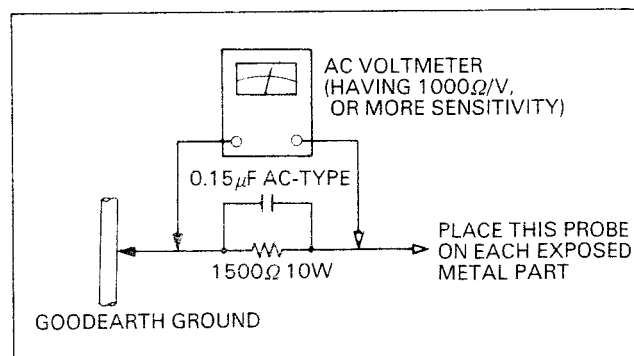 AC VOLTMETER
(HAVING 1000Ω/V,
OR MORE SENSITIVITY)
0.15μF AC-TYPE
1500Ω 10W
PLACE THIS PROBE
ON EACH EXPOSED
METAL PART
GOODEARTH GROUND